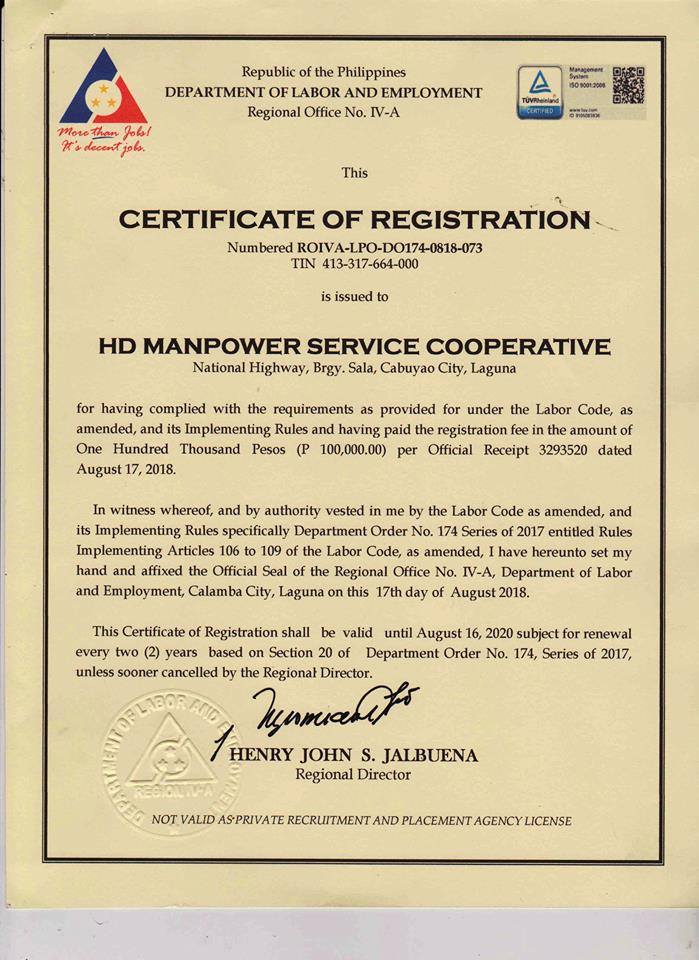 More than Jobs!
It's decent jobs.
Republic of the Philippines
DEPARTMENT OF LABOR AND EMPLOYMENT
Regional Office No. IV-A
TÜVRheinland
CERTIFIED
Management
System
ISO 9001:2008
www.tuv.com
This
CERTIFICATE OF REGISTRATION
Numbered ROIVA-LPO-DO174-0818-073
TIN 413-317-664-000
is issued to
HD MANPOWER SERVICE COOPERATIVE
National Highway, Brgy. Sala, Cabuyao City, Laguna
for having complied with the requirements as provided for under the Labor Code, as
amended, and its Implementing Rules and having paid the registration fee in the amount of
One Hundred Thousand Pesos (P 100,000.00) per Official Receipt 3293520 dated
August 17, 2018.
In witness whereof, and by authority vested in me by the Labor Code as amended, and
its Implementing Rules specifically Department Order No. 174 Series of 2017 entitled Rules
Implementing Articles 106 to 109 of the Labor Code, as amended, I have hereunto set my
hand and affixed the Official Seal of the Regional Office No. IV-A, Department of Labor
and Employment, Calamba City, Laguna on this 17th day of August 2018.
This Certificate of Registration shall be valid until August 16, 2020 subject for renewal
every two (2) years based on Section 20 of Department Order No. 174, Series of 2017,
unless sooner cancelled by the Regional Director.
HENRY JOHN S. JALBUENA
Regional Director
DEPARTMENT OF LABOR AND
REGION IV-A
NOT VALID AS PRIVATE RECRUITMENT AND PLACEMENT AGENCY LICENSE